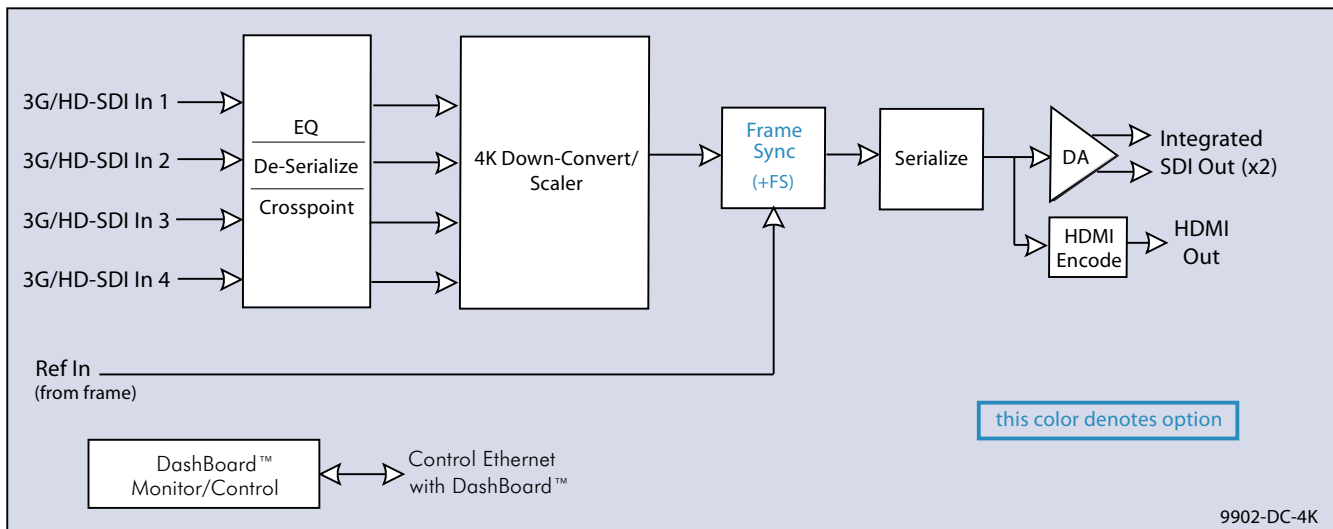 3G/HD-SDI In 1
3G/HD-SDI In 2
3G/HD-SDI In 3
3G/HD-SDI In 4
EQ
De-Serialize
Crosspoint
4K Down-Convert/
Scaler
Frame
Sync
(+FS)
Serialize
DA
Integrated
SDI Out (x2)
HDMI
Encode
HDMI
Out
Ref In
(from frame)
this color denotes option
DashBoard™
Monitor/Control
Control Ethernet
with DashBoard™
9902-DC-4K